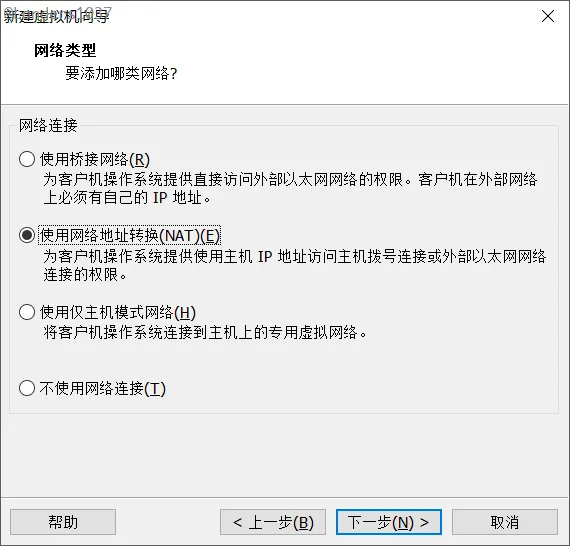 新建虚拟机向导
网络类型
要添加哪类网络?
网络连接
使用桥接网络(R)
为客户机操作系统提供直接访问外部以太网网络的权限。客户机在外部网络
上必须有自己的 IP 地址。
使用网络地址转换(NAT)(E)
为客户机操作系统提供使用主机 IP 地址访问主机拨号连接或外部以太网网络
连接的权限。
使用仅主机模式网络(H)
将客户机操作系统连接到主机上的专用虚拟网络。
不使用网络连接(T)
帮助
< 上一步(B)
下一步(N) >
取消